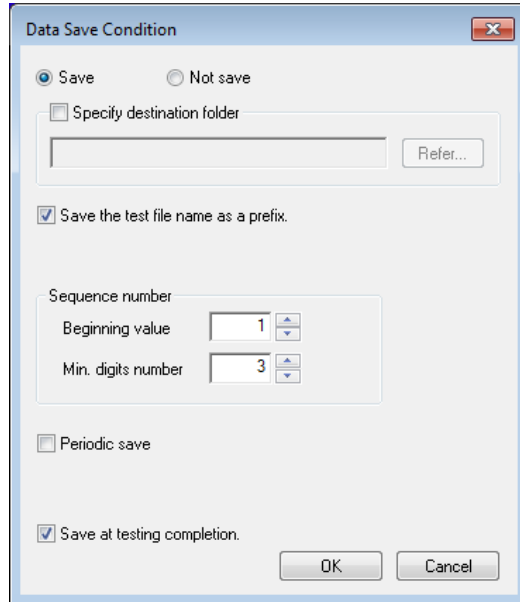 Data Save Condition
Save Not save
Specify destination folder
Refer...
Save the test file name as a prefix.
Sequence number
Beginning value 1
Min. digits number 3
Periodic save
Save at testing completion.
OK Cancel